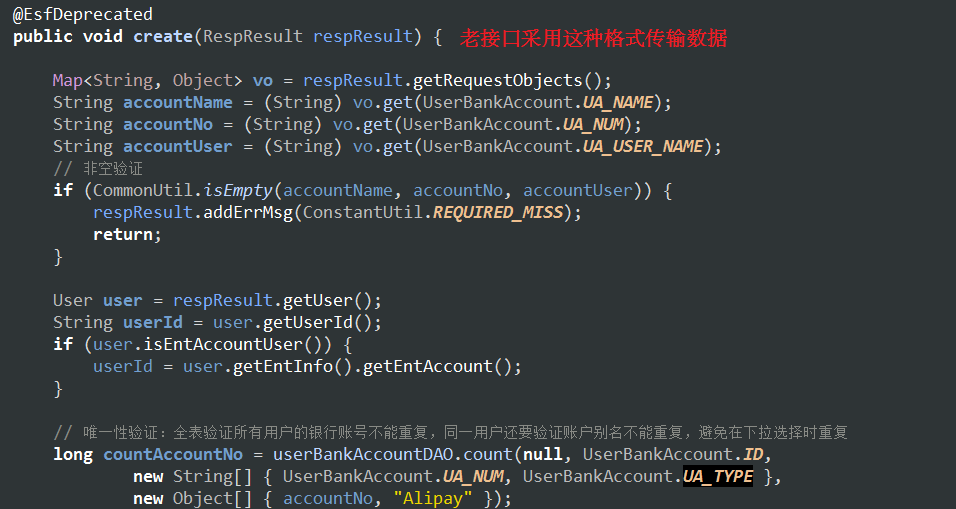 @EsfDeprecated
public void create(RespResult respResult) { 老接口采用这种格式传输数据
Map<String, Object> vo = respResult.getRequestObjects();
String accountName = (String) vo.get(UserBankAccount.UA_NAME);
String accountNo = (String) vo.get(UserBankAccount.UA_NUM);
String accountUser = (String) vo.get(UserBankAccount.UA_USER_NAME);
// 非空验证
if (CommonUtil.isEmpty(accountName, accountNo, accountUser)) {
respResult.addErrMsg(ConstantUtil.REQUIRED_MISS);
return;
}
User user = respResult.getUser();
String userId = user.getUserId();
if (user.isEntAccountUser()) {
userId = user.getEntInfo().getEntAccount();
}
// 唯一性验证：全表验证所有用户的银行账号不能重复，同一用户还要验证账户别名不能重复，避免在下拉选择时重复
long countAccountNo = userBankAccountDAO.count(null, UserBankAccount.ID,
new String[] { UserBankAccount.UA_NUM, UserBankAccount.UA_TYPE },
new Object[] { accountNo, "Alipay" });